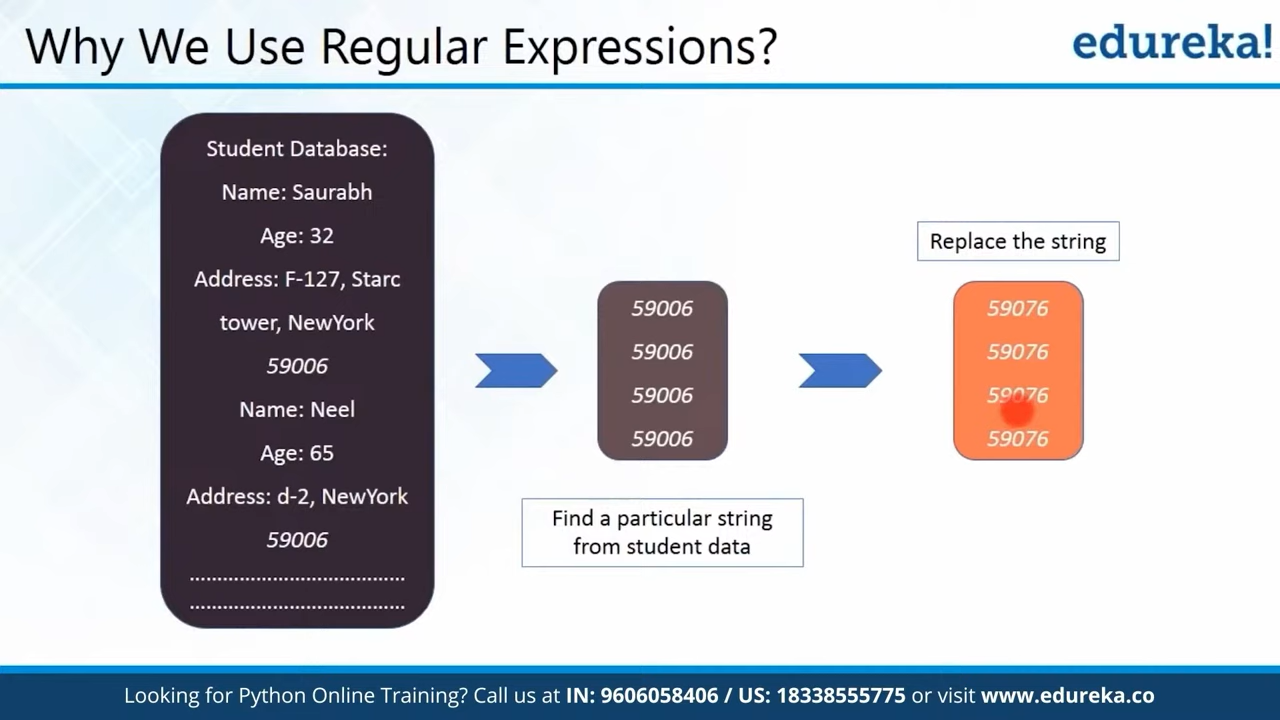 Why We Use Regular Expressions?
edureka!
Student Database:
Name: Saurabh
Age: 32
Address: F-127, Starc
tower, NewYork
59006
Name: Neel
Age: 65
Address: d-2, NewYork
59006
.......................................
.......................................
59006
59006
59006
59006
Find a particular string
from student data
Replace the string
59076
59076
59076
59076
Looking for Python Online Training? Call us at IN: 9606058406 / US: 18338555775 or visit www.edureka.co